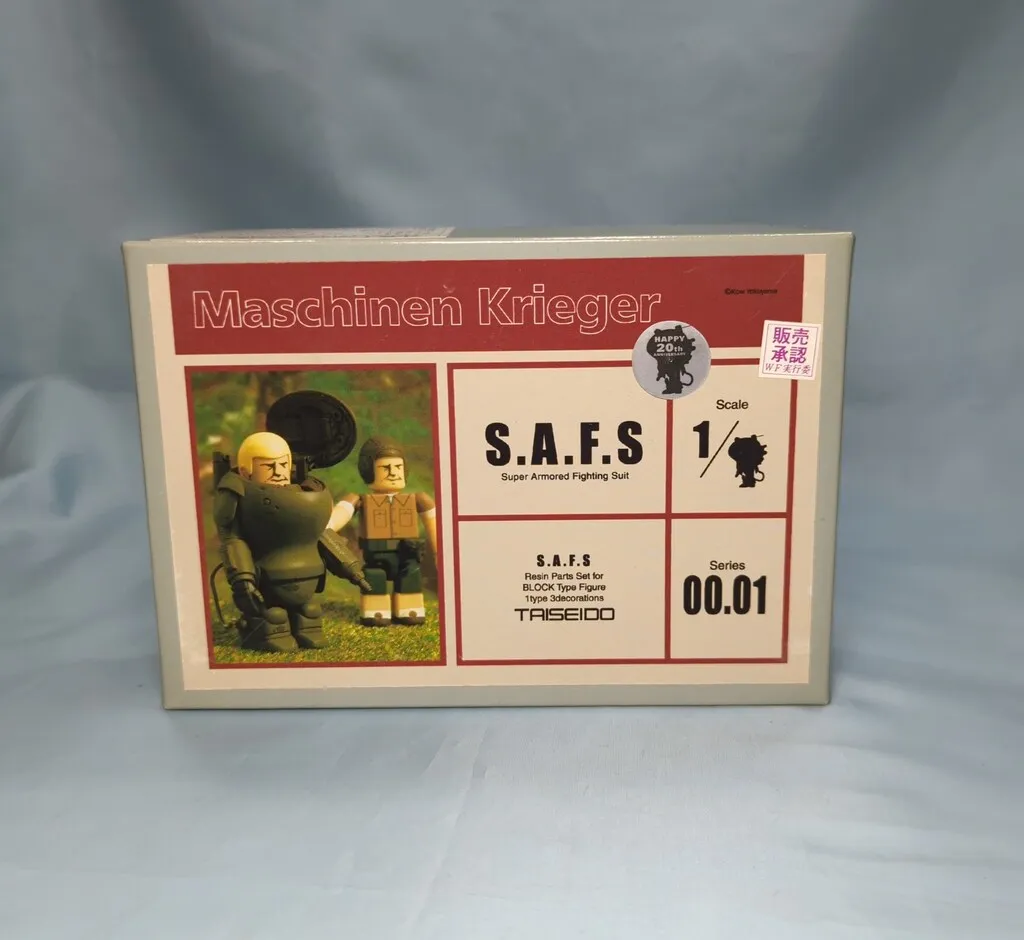 Maschinen Krieger
©Kow Yokoyama
HAPPY
20th
ANNIVERSARY
販売
承認
WF実行委
S.A.F.S
Super Armored Fighting Suit
Scale
1/
S.A.F.S
Resin Parts Set for
BLOCK Type Figure
1type 3decorations
TAISEIDO
Series
00.01